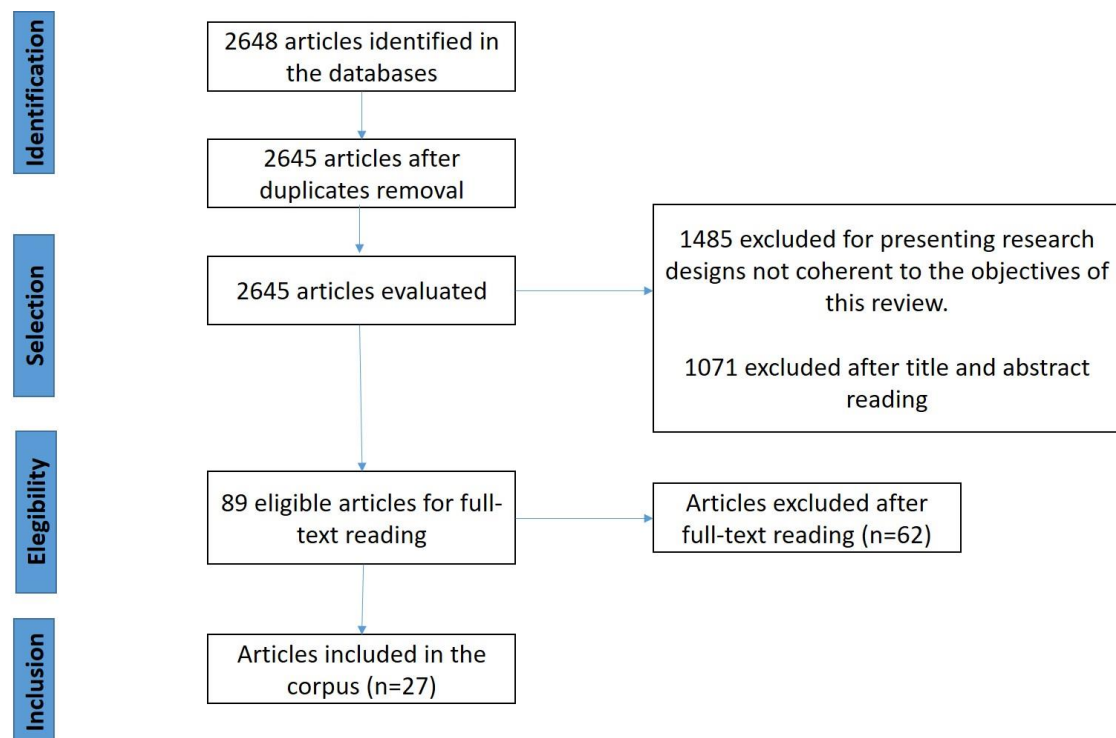 Identification
2648 articles identified in
the databases
2645 articles after
duplicates removal
Selection
2645 articles evaluated
1485 excluded for presenting research
designs not coherent to the objectives of
this review.
1071 excluded after title and abstract
reading
Elegibility
89 eligible articles for full-
text reading
Articles excluded after
full-text reading (n=62)
Inclusion
Articles included in the
corpus (n=27)